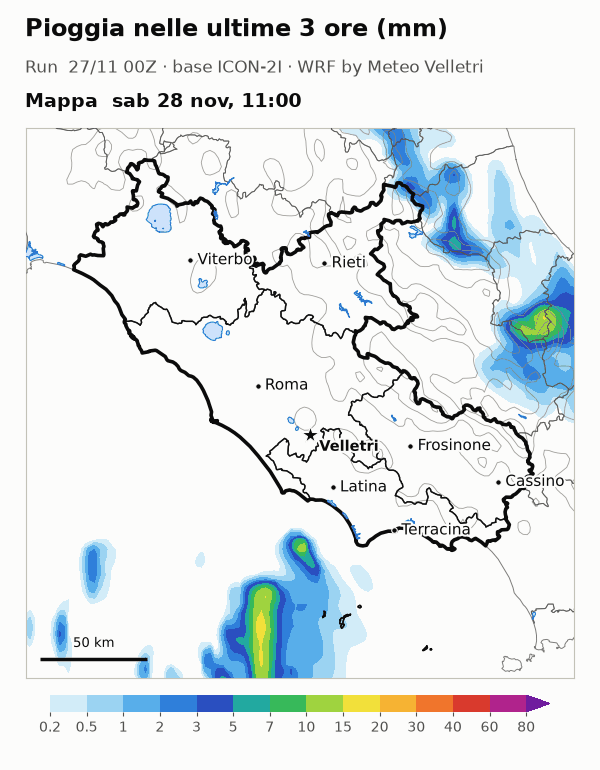 Pioggia nelle ultime 3 ore (mm)
Run 27/11 00Z · base ICON-2I · WRF by Meteo Velletri
Mappa sab 28 nov, 11:00
Viterbo
Rieti
Roma
Velletri
Frosinone
Latina
Cassino
Terracina
50 km
0.2 0.5 1 2 3 5 7 10 15 20 30 40 60 80